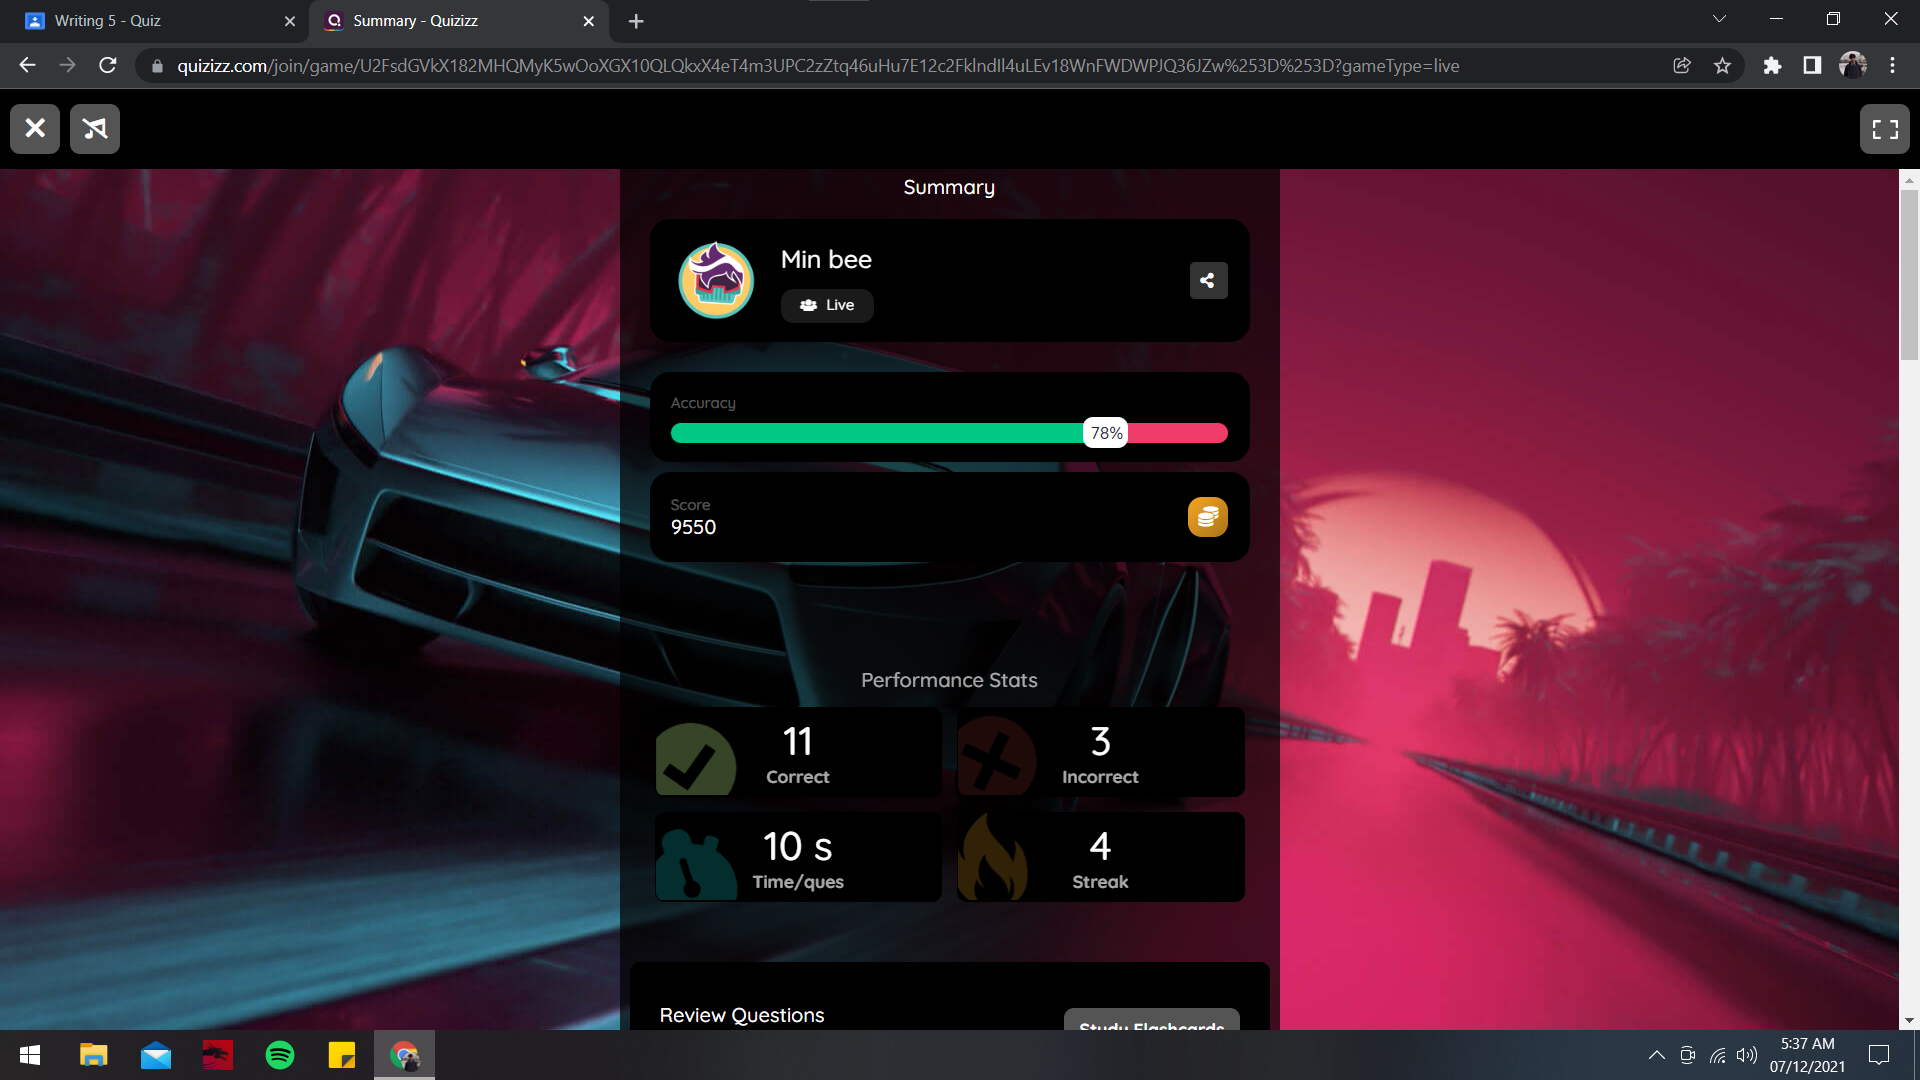 Writing 5 - Quiz
Summary - Quizizz
quizizz.com/join/game/U2FsdGVkX182MHQMyK5wOoXGX10QLQkxX4eT4m3UPC2zZtq46uHu7E12c2FklndIl4uLEv18WnFWDWPJQ36JZw%253D%253D?gameType=live
Summary
Min bee
Live
Accuracy
78%
Score
9550
Performance Stats
11
Correct
3
Incorrect
10 s
Time/ques
4
Streak
Review Questions
Study Flashcards
5:37 AM
07/12/2021